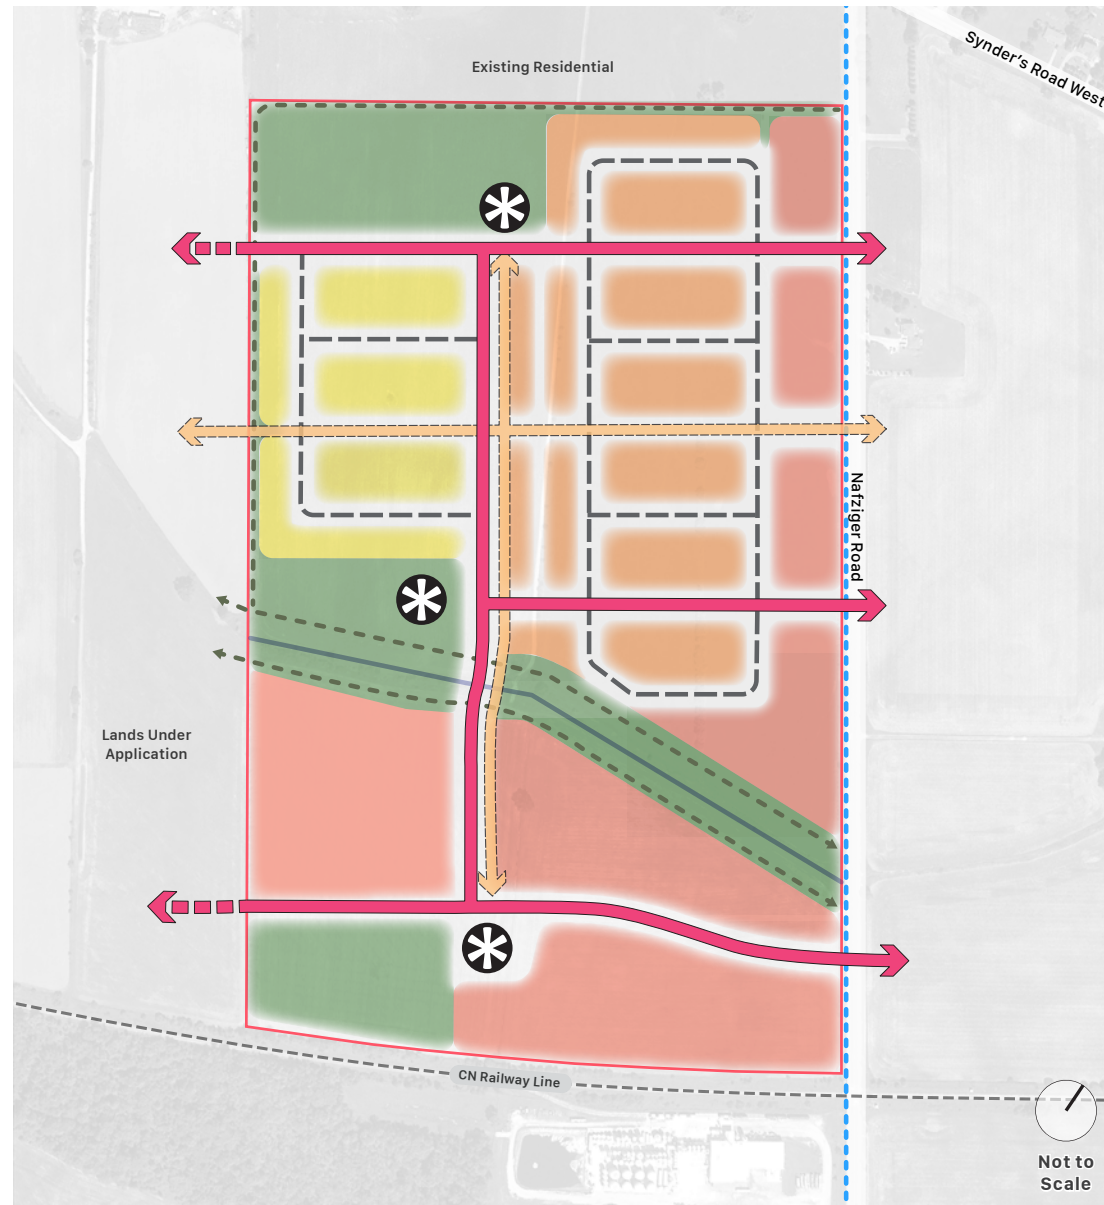 Synder's Road West
Existing Residential
Nafziger Road
Lands Under
Application
CN Railway Line
Not to
Scale